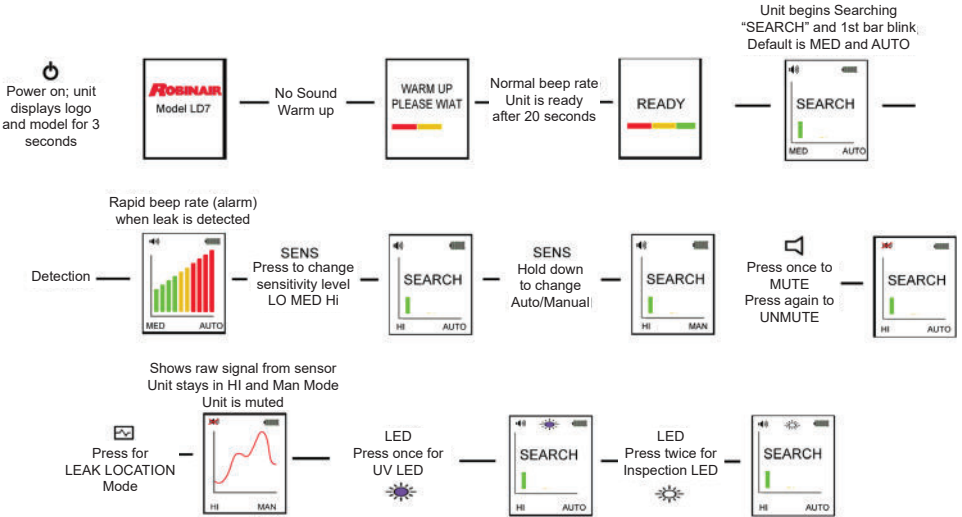 Power on; unit
displays logo
and model for 3
seconds
ROBINAIR
Model LD7
No Sound
Warm up
WARM UP
PLEASE WIAT
Normal beep rate
Unit is ready
after 20 seconds
READY
Unit begins Searching
“SEARCH” and 1st bar blink
Default is MED and AUTO
SEARCH
MED AUTO
Detection
Rapid beep rate (alarm)
when leak is detected
MED AUTO
SENS
Press to change
sensitivity level
LO MED Hi
SEARCH
HI AUTO
SENS
Hold down
to change
Auto/Manual
SEARCH
HI MAN
Press once to
MUTE
Press again to
UNMUTE
SEARCH
HI AUTO
Press for
LEAK LOCATION
Mode
Shows raw signal from sensor
Unit stays in HI and Man Mode
Unit is muted
HI MAN
LED
Press once for
UV LED
SEARCH
HI AUTO
LED
Press twice for
Inspection LED
SEARCH
HI AUTO